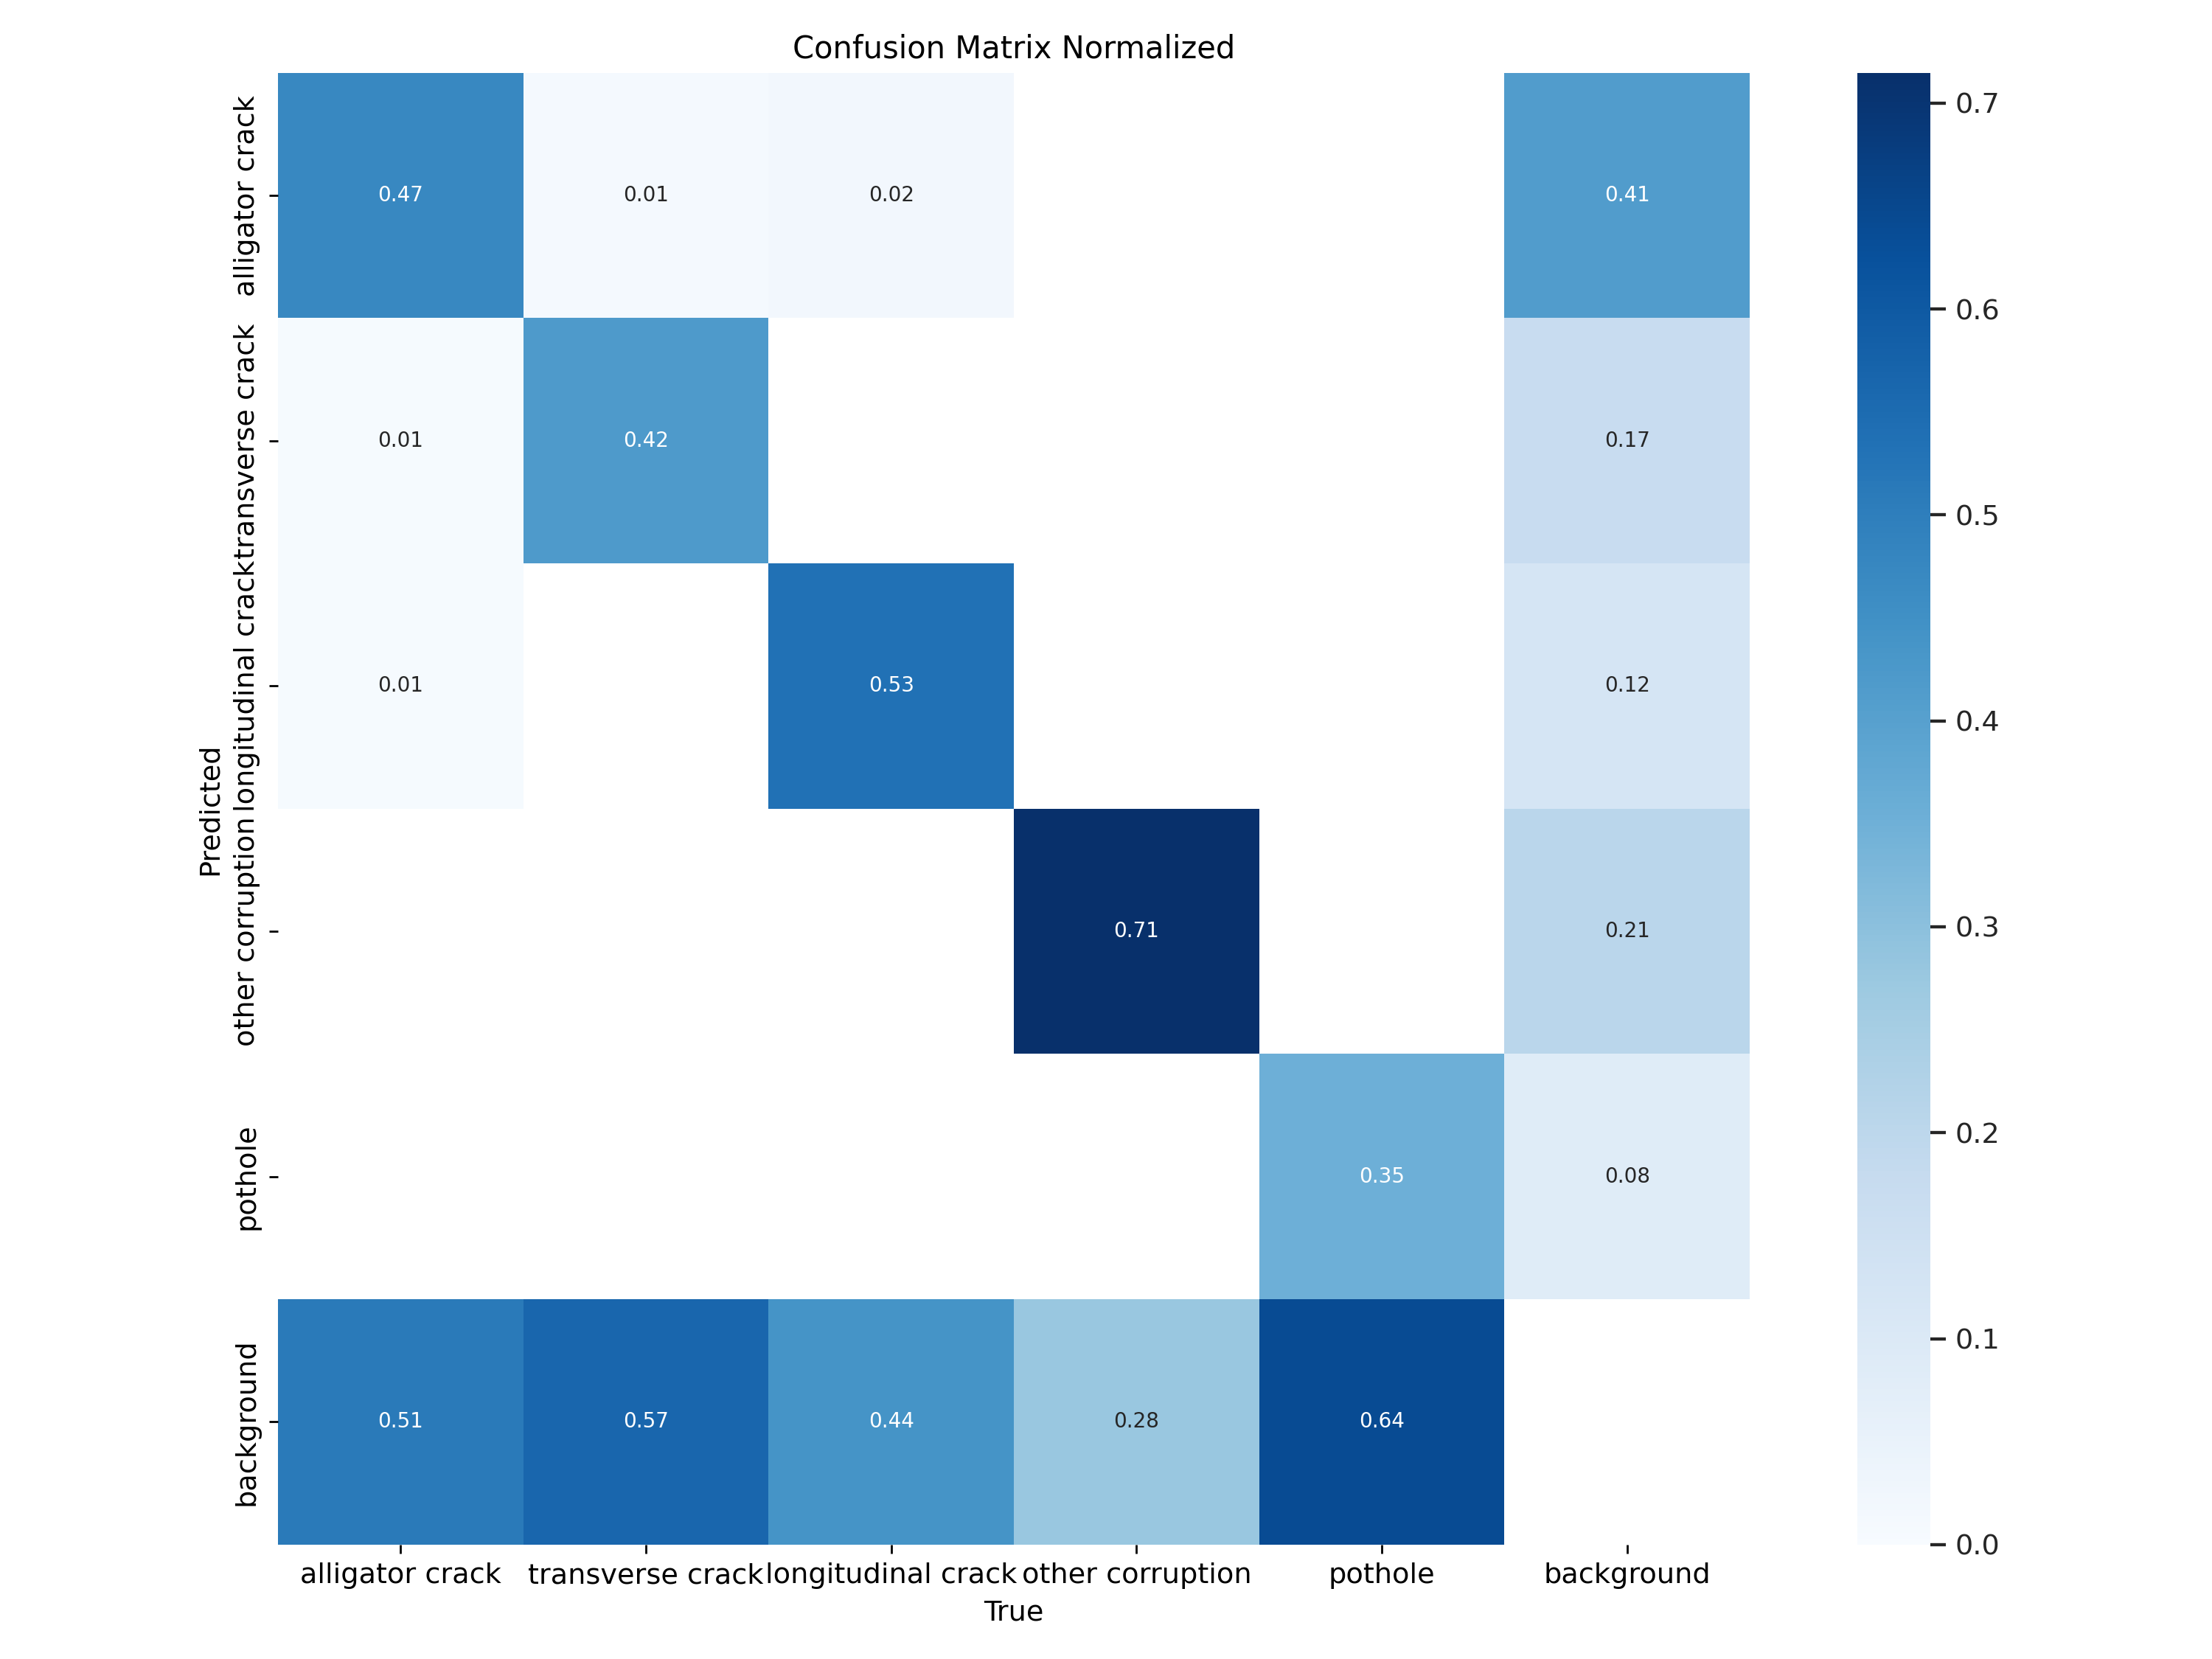 Confusion Matrix Normalized
alligator crack
0.47
0.01
0.02
0.41
transverse crack
0.01
0.42
0.17
longitudinal crack
0.01
0.53
0.12
other corruption
0.71
0.21
pothole
0.35
0.08
background
0.51
0.57
0.44
0.28
0.64
Predicted
alligator crack
transverse crack
longitudinal crack
other corruption
pothole
background
True
0.7
0.6
0.5
0.4
0.3
0.2
0.1
0.0